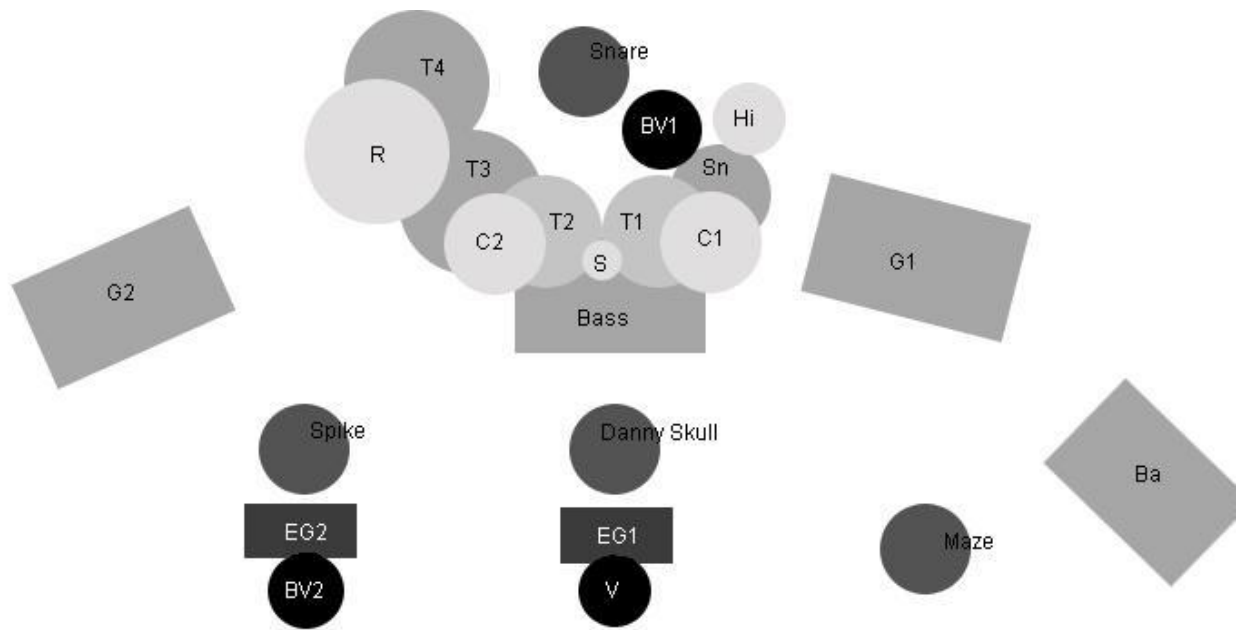 Snare
T4
BV1
Hi
R
T3
Sn
T2
T1
C2
C1
S
G1
G2
Bass
Spike
Danny Skull
Ba
EG2
EG1
Maze
BV2
V